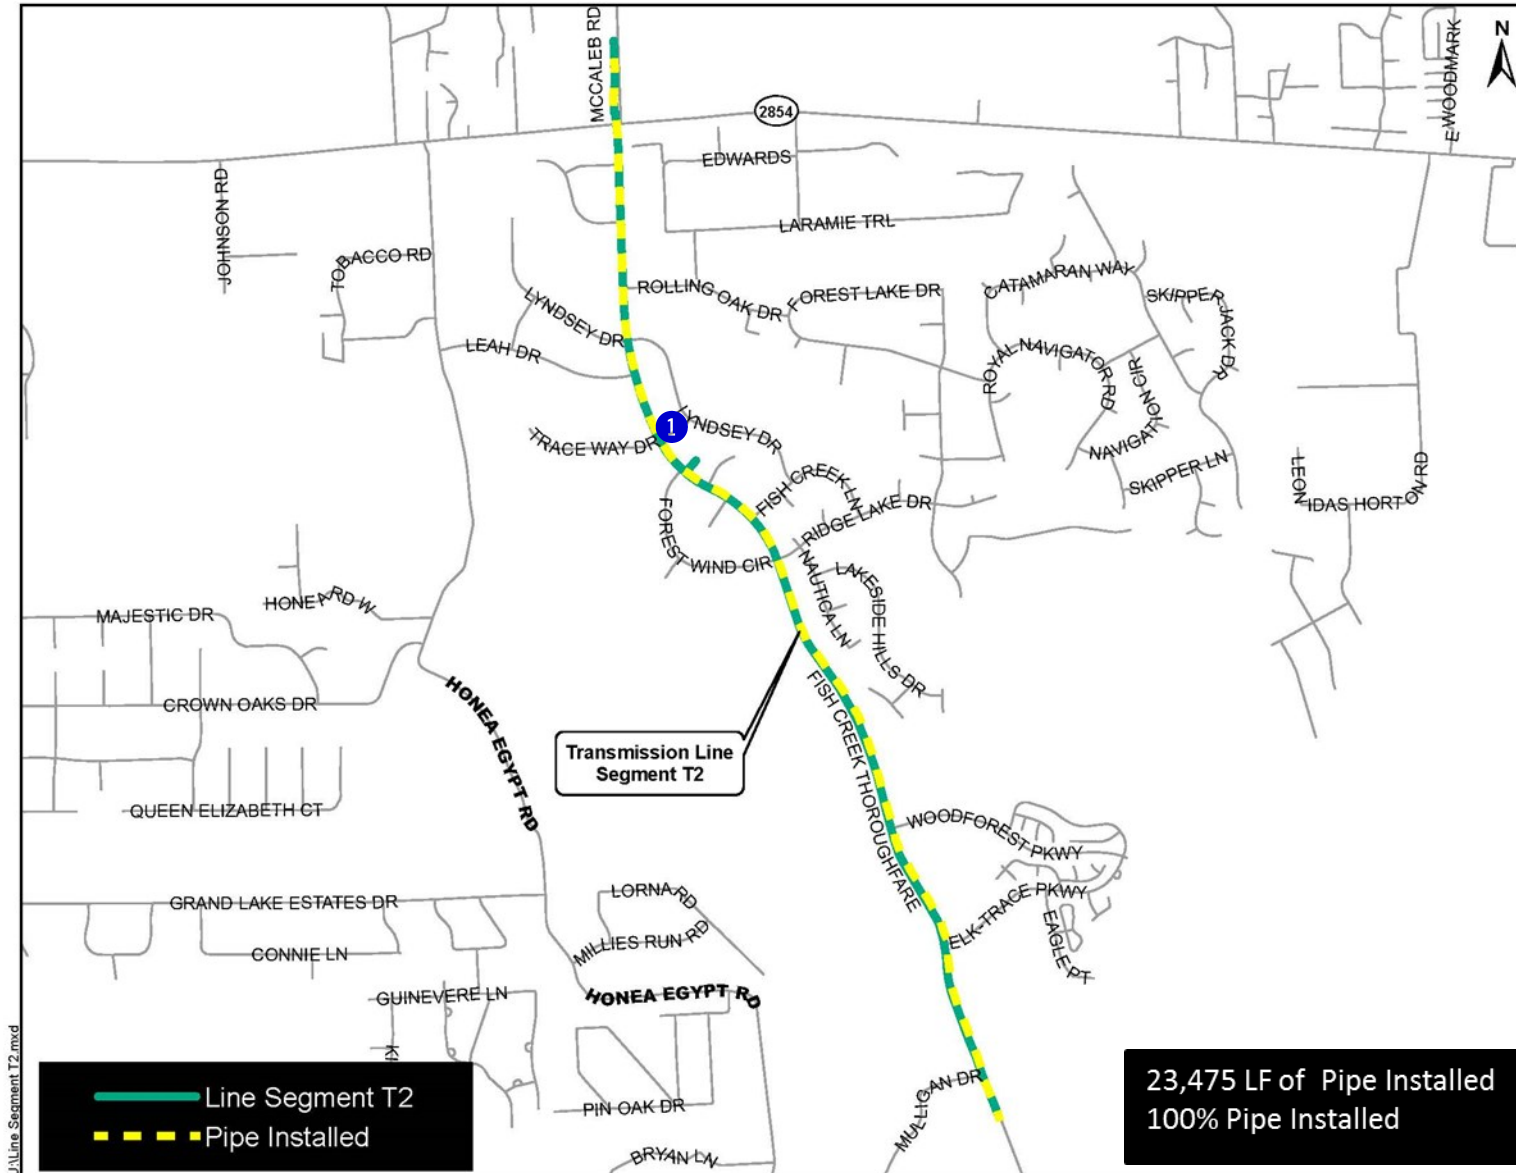 MCCALEB RD
N
E WOODMARK
2854
EDWARDS
JOHNSON RD
LARAMIE TRL
TOBACCO RD
ROLLING OAK DR
FOREST LAKE DR
CATAMARAN WAY
SKIPPER JACK DR
LYNDSEY DR
LEAH DR
ROYAL NAVIGATOR RD
NAVIGATION CIR
1
LYNDSEY DR
TRACE WAY DR
SKIPPER LN
LEONIDAS HORTON RD
FISH CREEK LN
RIDGE LAKE DR
FOREST WIND CIR
NAUTICA LN
LAKESIDE HILLS DR
HONEA RD W
MAJESTIC DR
CROWN OAKS DR
HONEA EGYPT RD
Transmission Line
Segment T2
FISH CREEK THOROUGHFARE
QUEEN ELIZABETH CT
WOODFOREST PKWY
GRAND LAKE ESTATES DR
LORNA RD
ELK-TRACE PKWY
EAGLE PT
CONNIE LN
MILLIES RUN RD
GUINEVERE LN
HONEA EGYPT RD
KI
MULLIGAN DR
PIN OAK DR
BRYAN LN
J:\Line Segment T2.mxd
Line Segment T2
Pipe Installed
23,475 LF of Pipe Installed
100% Pipe Installed